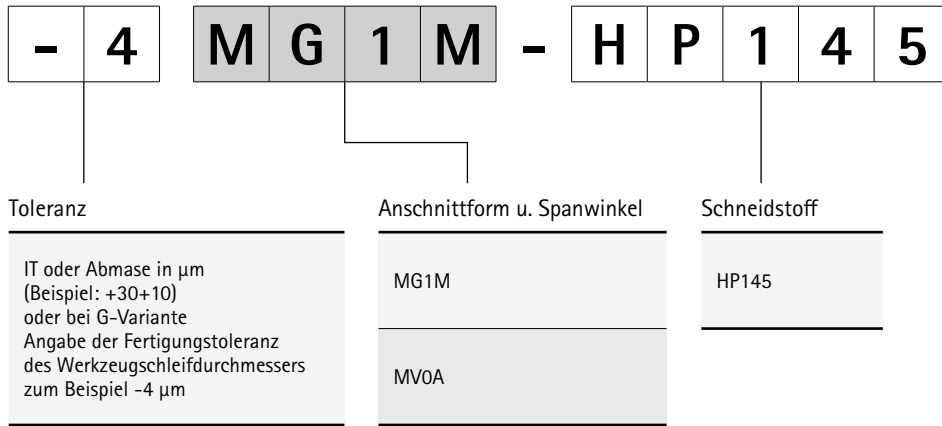 - 4 M G 1 M - H P 1 4 5
Toleranz
IT oder Abmase in µm
(Beispiel: +30+10)
oder bei G-Variante
Angabe der Fertigungstoleranz
des Werkzeugschleifdurchmessers
zum Beispiel -4 µm
Anschnittform u. Spanwinkel
MG1M
MV0A
Schneidstoff
HP145